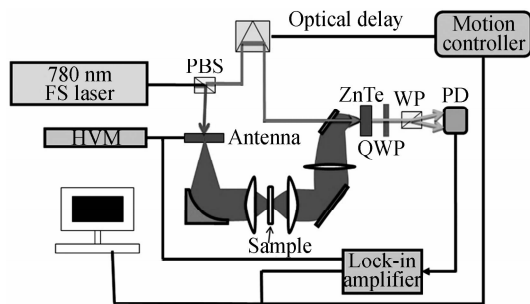 Optical delay
Motion
controller
PBS
780 nm
FS laser
ZnTe
WP
PD
HVM
Antenna
QWP
Sample
Lock-in
amplifier